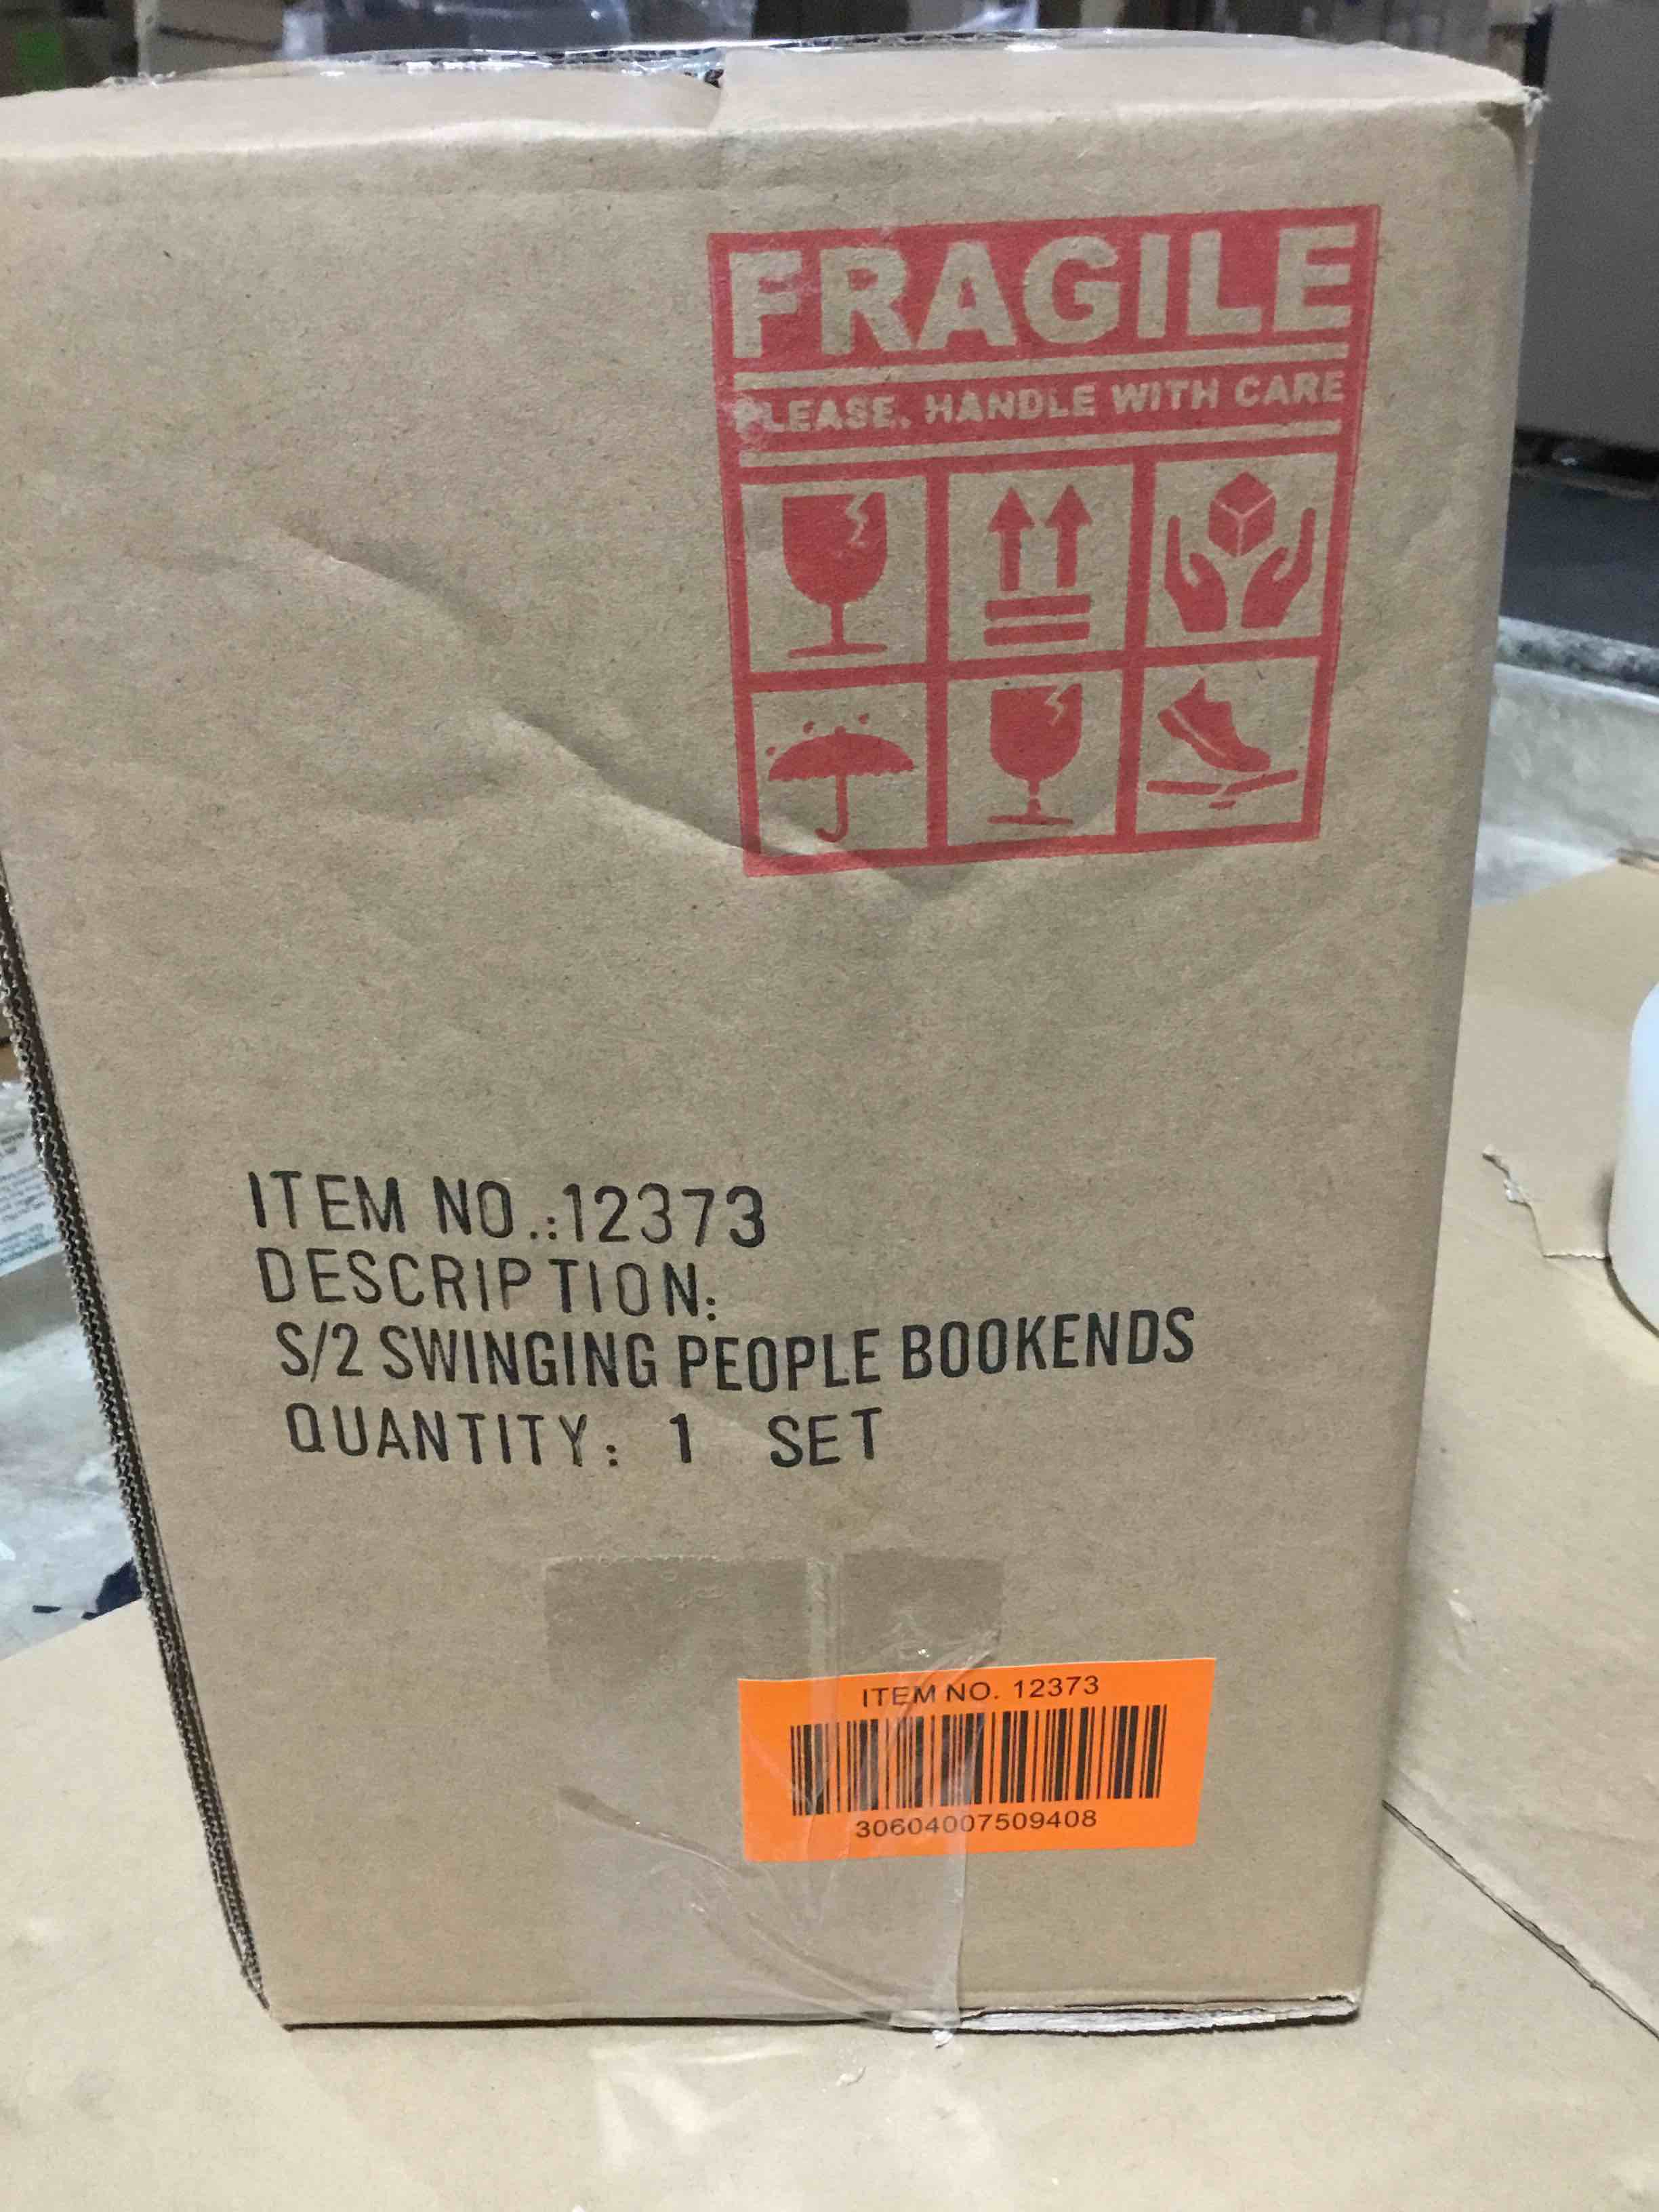 FRAGILE
PLEASE, HANDLE WITH CARE
ITEM NO.:12373
DESCRIPTION:
S/2 SWINGING PEOPLE BOOKENDS
QUANTITY: 1 SET
ITEM NO. 12373
30604007509408